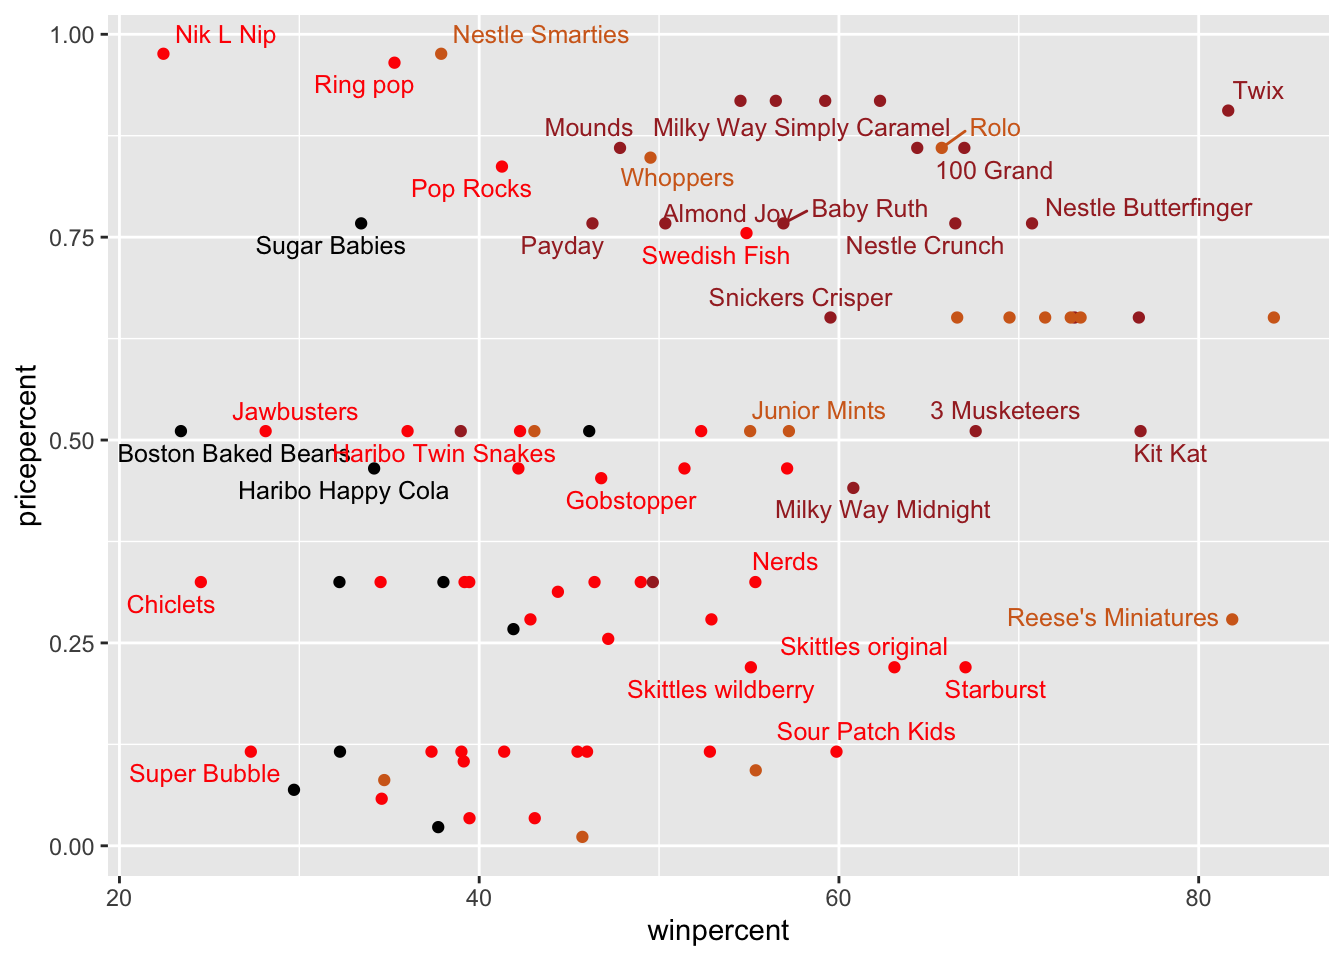 1.00
Nik L Nip
Nestle Smarties
Ring pop
Twix
Mounds
Milky Way Simply Caramel
Rolo
Whoppers
100 Grand
Pop Rocks
Almond Joy
Baby Ruth
Nestle Butterfinger
0.75
Sugar Babies
Payday
Swedish Fish
Nestle Crunch
Snickers Crisper
pricepercent
Jawbusters
Junior Mints
3 Musketeers
0.50
Boston Baked Beans
Haribo Twin Snakes
Kit Kat
Haribo Happy Cola
Gobstopper
Milky Way Midnight
Nerds
Chiclets
Reese's Miniatures
0.25
Skittles original
Skittles wildberry
Starburst
Sour Patch Kids
Super Bubble
0.00
20
40
60
80
winpercent